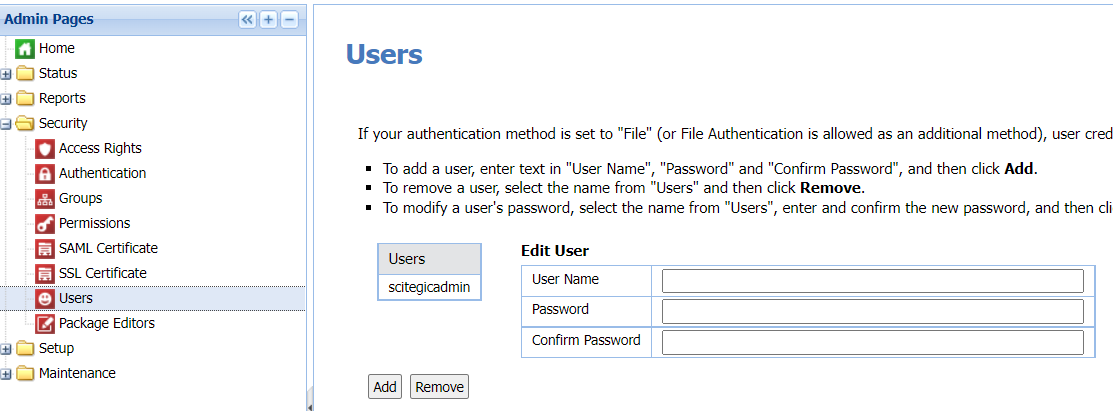 Admin Pages
Home
Status
Reports
Security
Access Rights
Authentication
Groups
Permissions
SAML Certificate
SSL Certificate
Users
Package Editors
Setup
Maintenance
Users
If your authentication method is set to "File" (or File Authentication is allowed as an additional method), user cred
To add a user, enter text in "User Name", "Password" and "Confirm Password", and then click Add.
To remove a user, select the name from "Users" and then click Remove.
To modify a user's password, select the name from "Users", enter and confirm the new password, and then cli
Users
scitegicadmin
Edit User
User Name
Password
Confirm Password
Add Remove